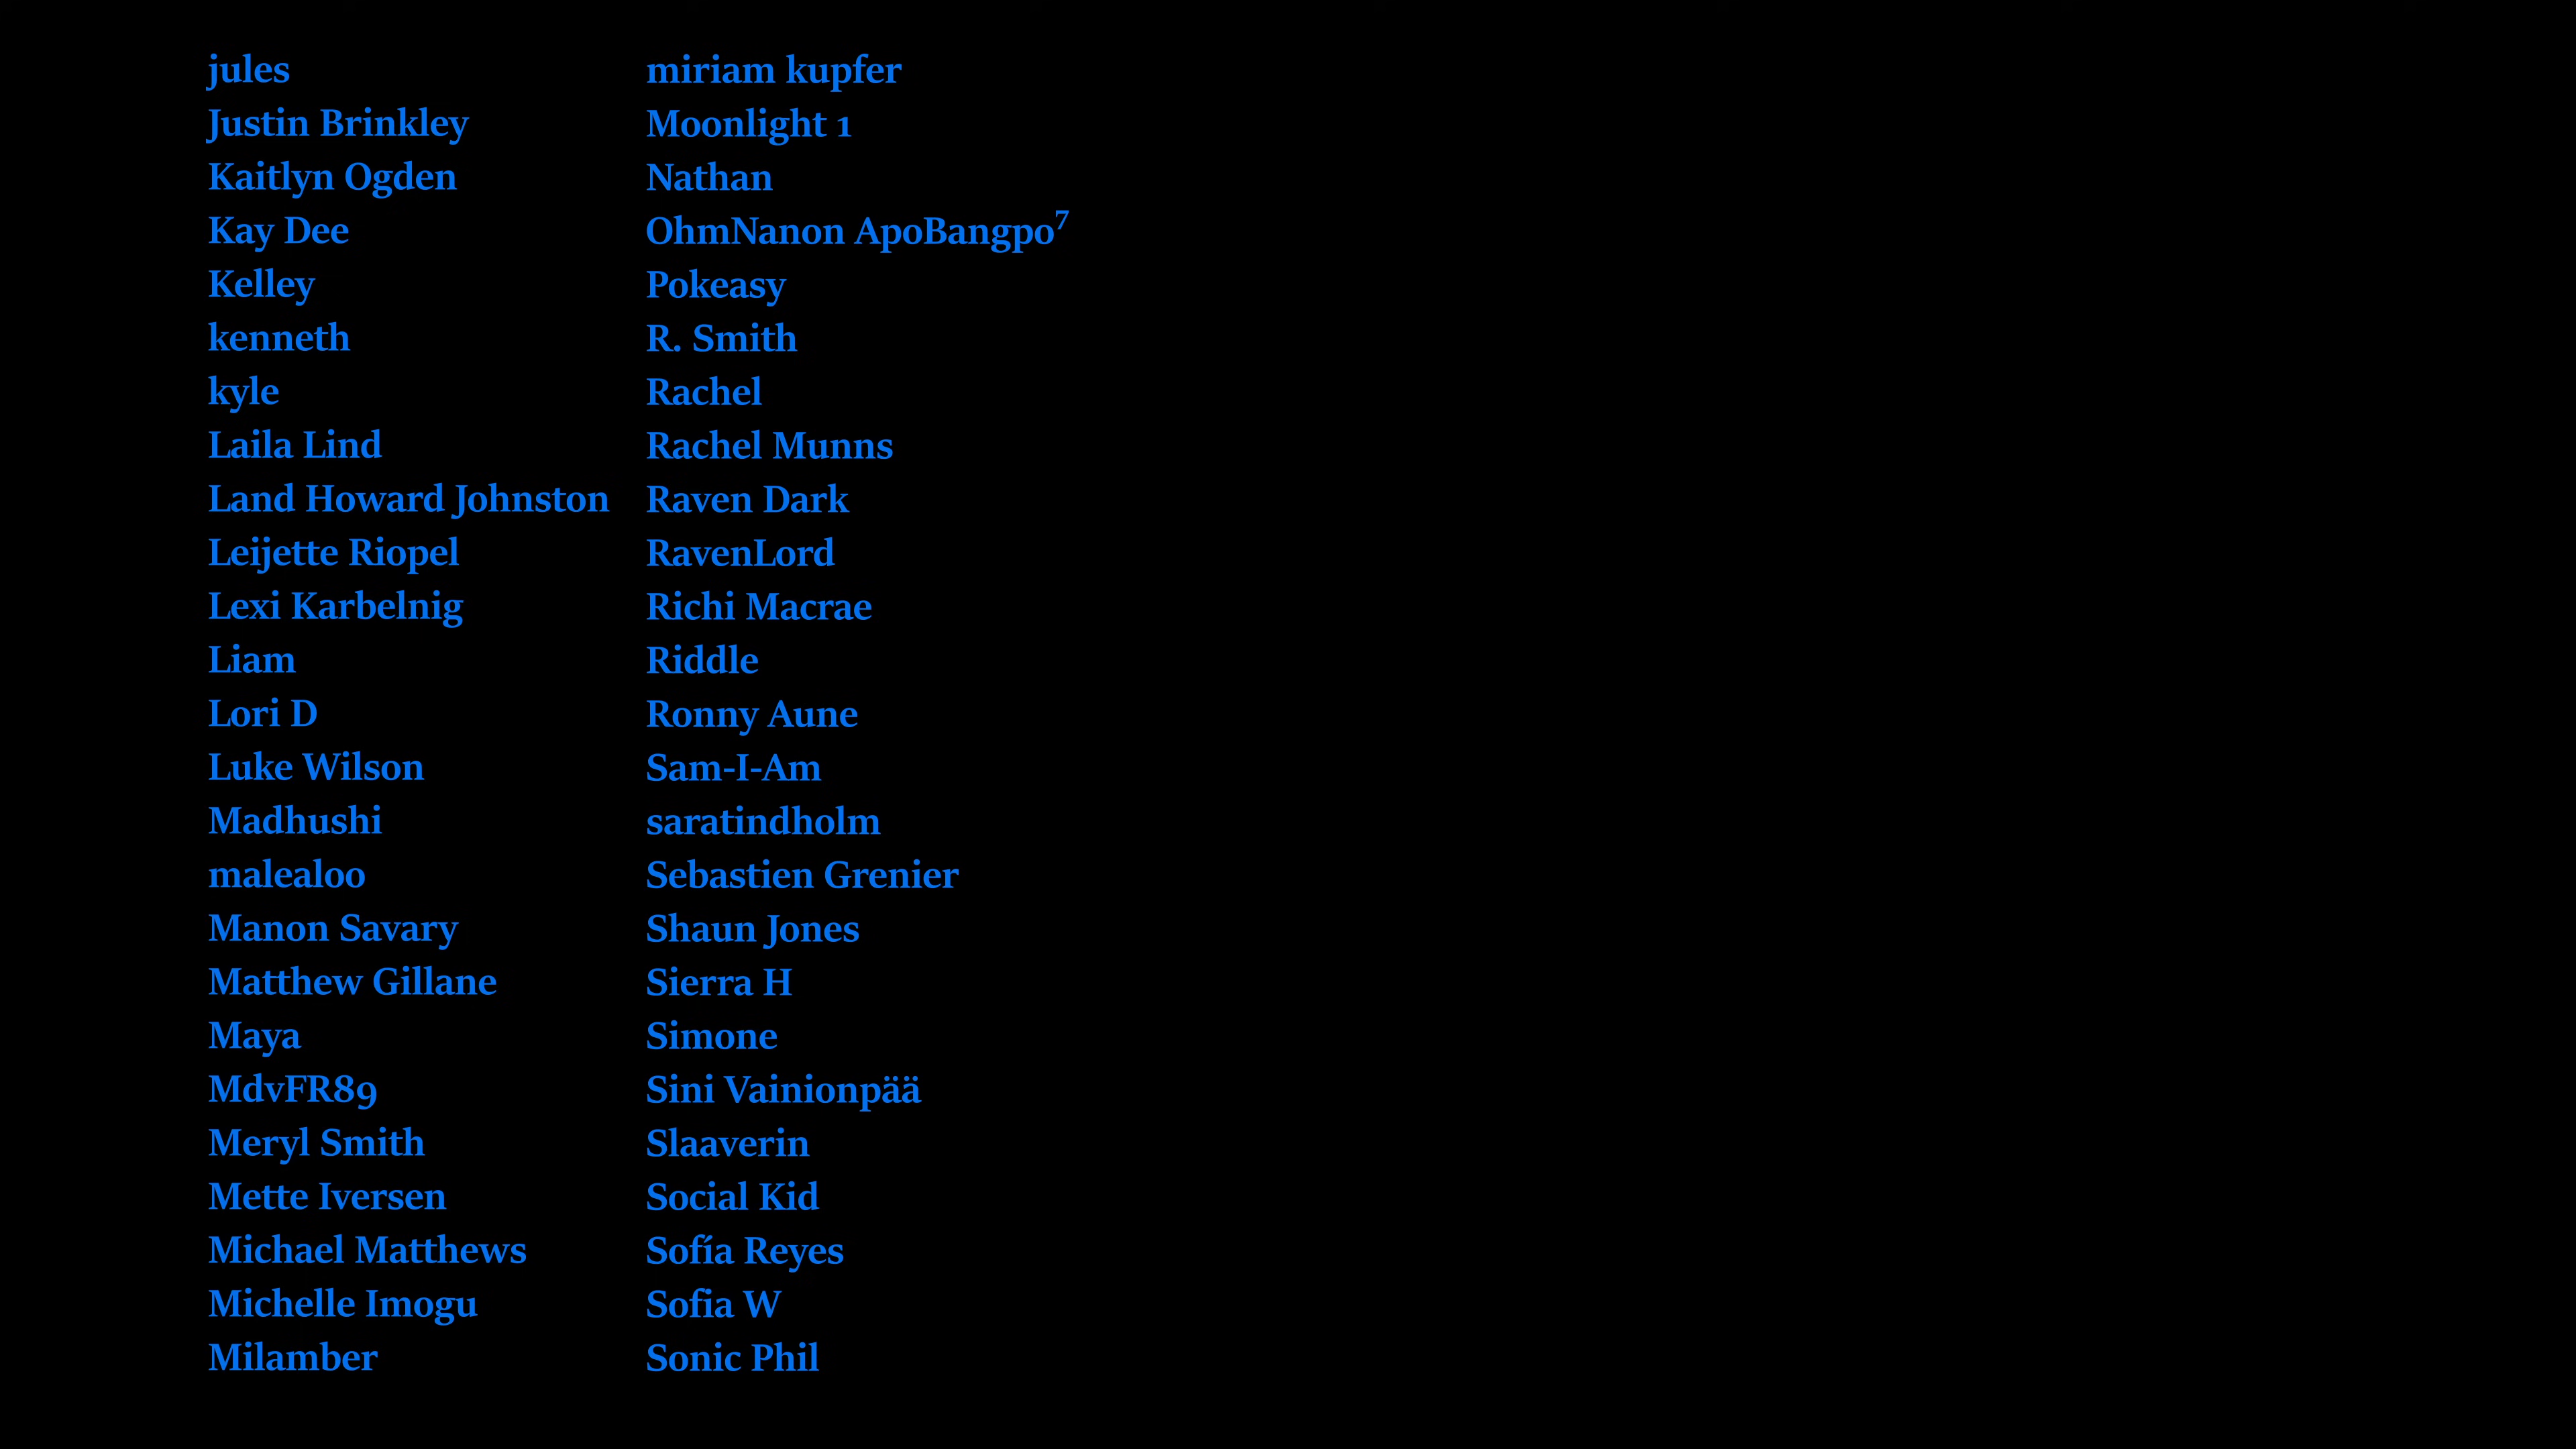 jules
Justin Brinkley
Kaitlyn Ogden
Kay Dee
Kelley
kenneth
kyle
Laila Lind
Land Howard Johnston
Leijette Riopel
Lexi Karbelnig
Liam
Lori D
Luke Wilson
Madhushi
malealoo
Manon Savary
Matthew Gillane
Maya
MdvFR89
Meryl Smith
Mette Iversen
Michael Matthews
Michelle Imogu
Milamber
miriam kupfer
Moonlight 1
Nathan
OhmNanon ApoBangpo⁷
Pokeasy
R. Smith
Rachel
Rachel Munns
Raven Dark
RavenLord
Richi Macrae
Riddle
Ronny Aune
Sam-I-Am
saratindholm
Sebastien Grenier
Shaun Jones
Sierra H
Simone
Sini Vainionpää
Slaaverin
Social Kid
Sofía Reyes
Sofia W
Sonic Phil